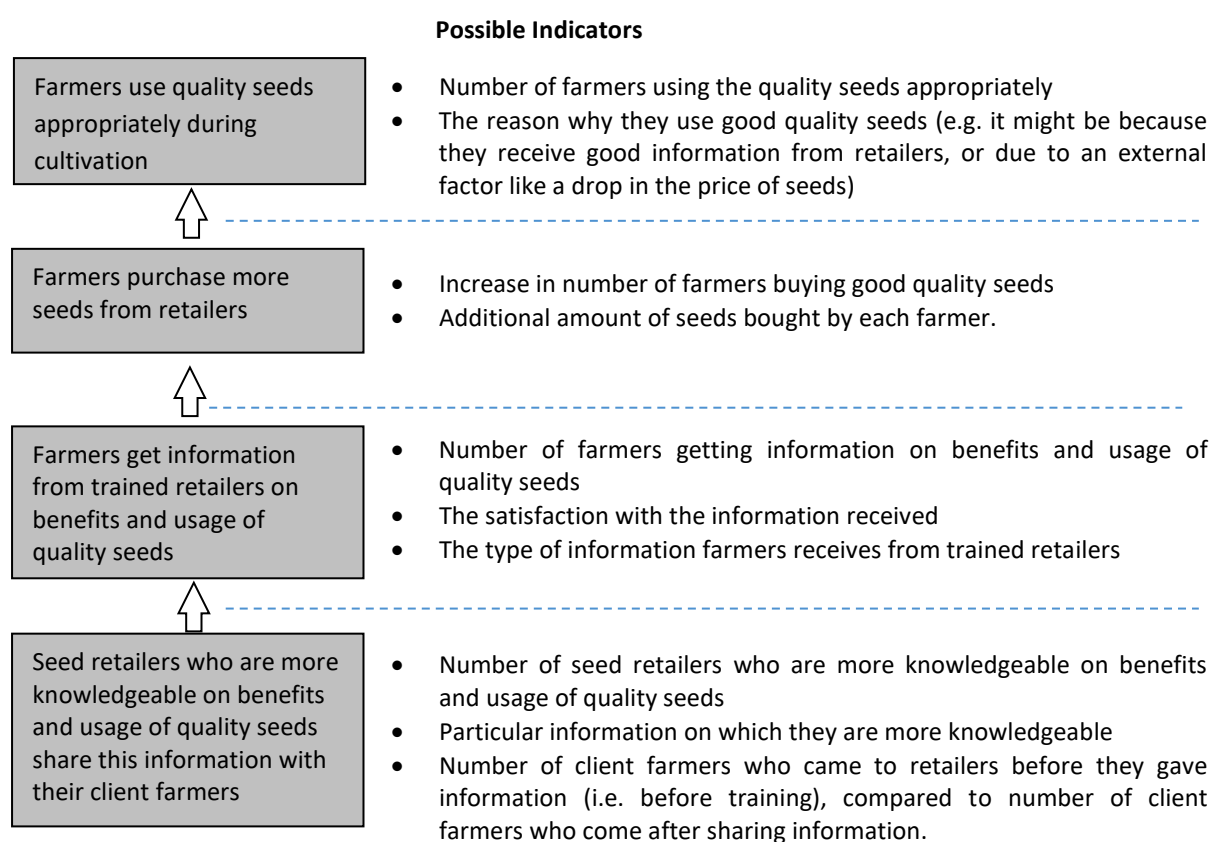 Possible Indicators
Farmers use quality seeds
appropriately during
cultivation
• Number of farmers using the quality seeds appropriately
• The reason why they use good quality seeds (e.g. it might be because
they receive good information from retailers, or due to an external
factor like a drop in the price of seeds)
Farmers purchase more
seeds from retailers
• Increase in number of farmers buying good quality seeds
• Additional amount of seeds bought by each farmer.
Farmers get information
from trained retailers on
benefits and usage of
quality seeds
• Number of farmers getting information on benefits and usage of
quality seeds
• The satisfaction with the information received
• The type of information farmers receives from trained retailers
Seed retailers who are more
knowledgeable on benefits
and usage of quality seeds
share this information with
their client farmers
• Number of seed retailers who are more knowledgeable on benefits
and usage of quality seeds
• Particular information on which they are more knowledgeable
• Number of client farmers who came to retailers before they gave
information (i.e. before training), compared to number of client
farmers who come after sharing information.